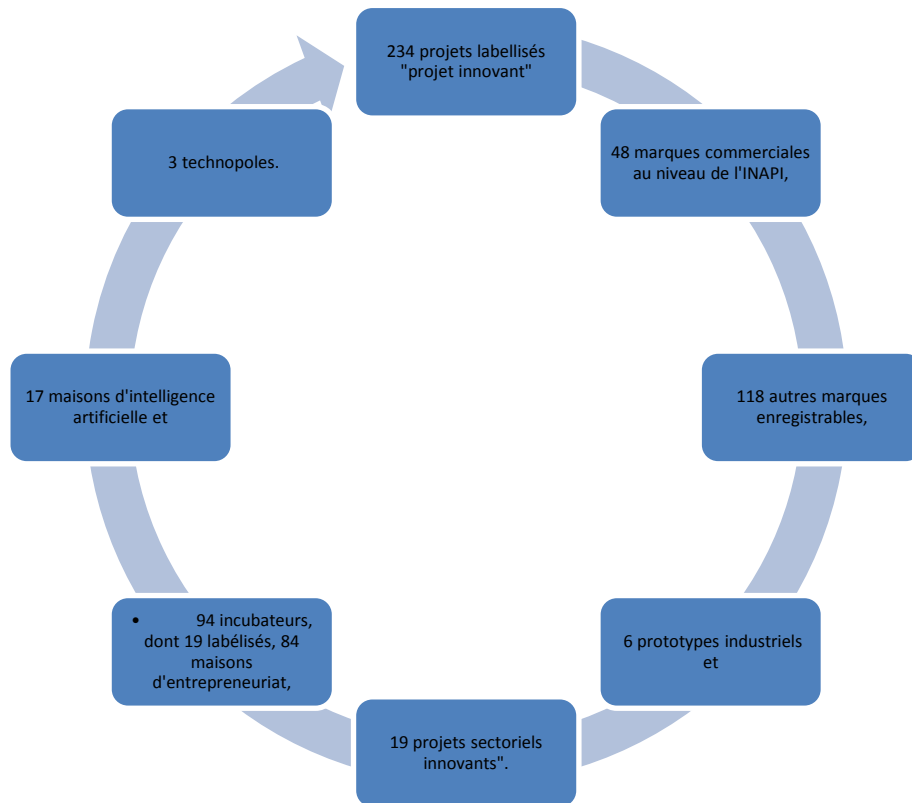 234 projets labellisés
"projet innovant"
48 marques commerciales
au niveau de l'INAPI,
118 autres marques
enregistrables,
6 prototypes industriels
et
19 projets sectoriels
innovants".
• 94 incubateurs,
dont 19 labélisés, 84
maisons
d'entrepreneuriat,
17 maisons d'intelligence
artificielle et
3 technopoles.